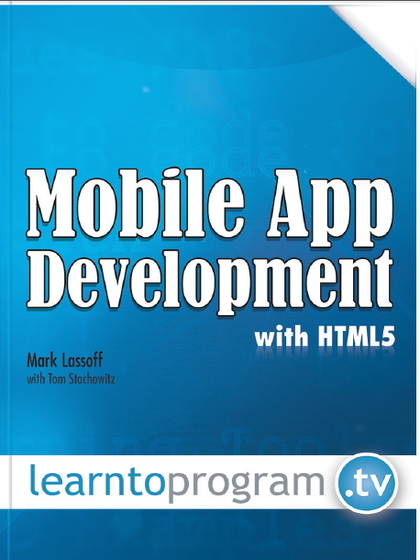 Mobile App
Development
with HTML5
Mark Lassoff
with Tom Stachowitz
learntoprogram.tv